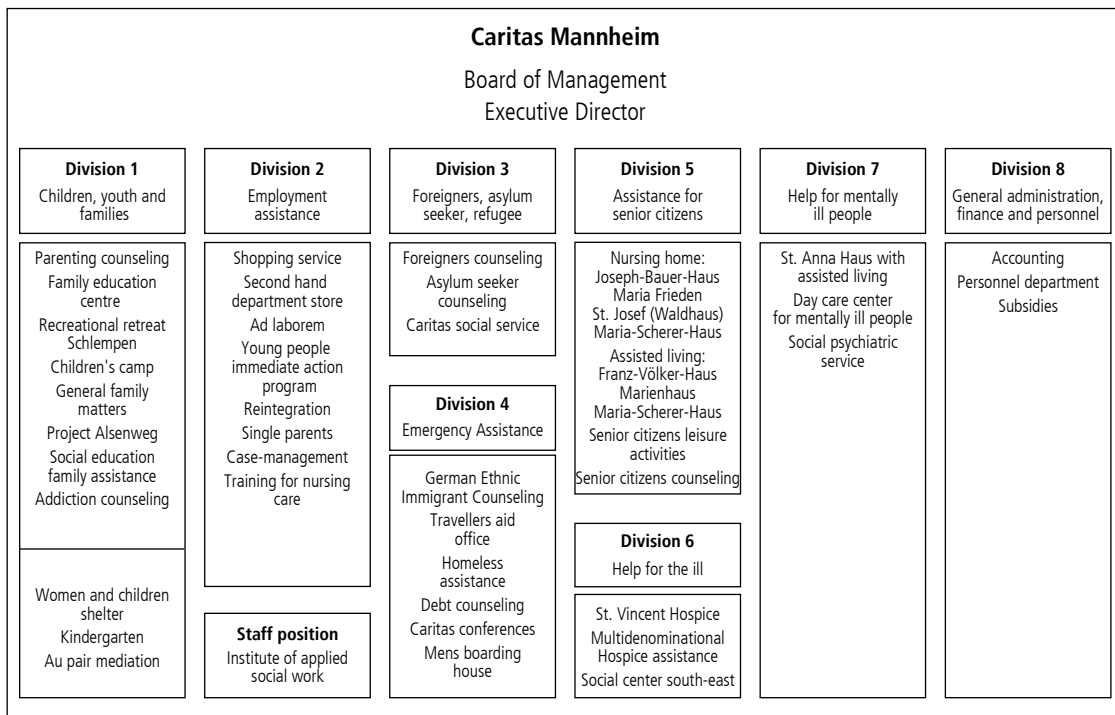 Caritas Mannheim
Board of Management
Executive Director
Division 1
Children, youth and
families
Parenting counseling
Family education
centre
Recreational retreat
Schlempen
Children's camp
General family
matters
Project Alsenweg
Social education
family assistance
Addiction counseling
Women and children
shelter
Kindergarten
Au pair mediation
Division 2
Employment
assistance
Shopping service
Second hand
department store
Ad laborem
Young people
immediate action
program
Reintegration
Single parents
Case-management
Training for nursing
care
Staff position
Institute of applied
social work
Division 3
Foreigners, asylum
seeker, refugee
Foreigners counseling
Asylum seeker
counseling
Caritas social service
Division 4
Emergency Assistance
German Ethnic
Immigrant Counseling
Travellers aid
office
Homeless
assistance
Debt counseling
Caritas conferences
Mens boarding
house
Division 5
Assistance for
senior citizens
Nursing home:
Joseph-Bauer-Haus
Maria Frieden
St. Josef (Waldhaus)
Maria-Scherer-Haus
Assisted living:
Franz-Völker-Haus
Marienhaus
Maria-Scherer-Haus
Senior citizens leisure
activities
Senior citizens counseling
Division 6
Help for the ill
St. Vincent Hospice
Multidenominational
Hospice assistance
Social center south-east
Division 7
Help for mentally
ill people
St. Anna Haus with
assisted living
Day care center
for mentally ill people
Social psychiatric
service
Division 8
General administration,
finance and personnel
Accounting
Personnel department
Subsidies